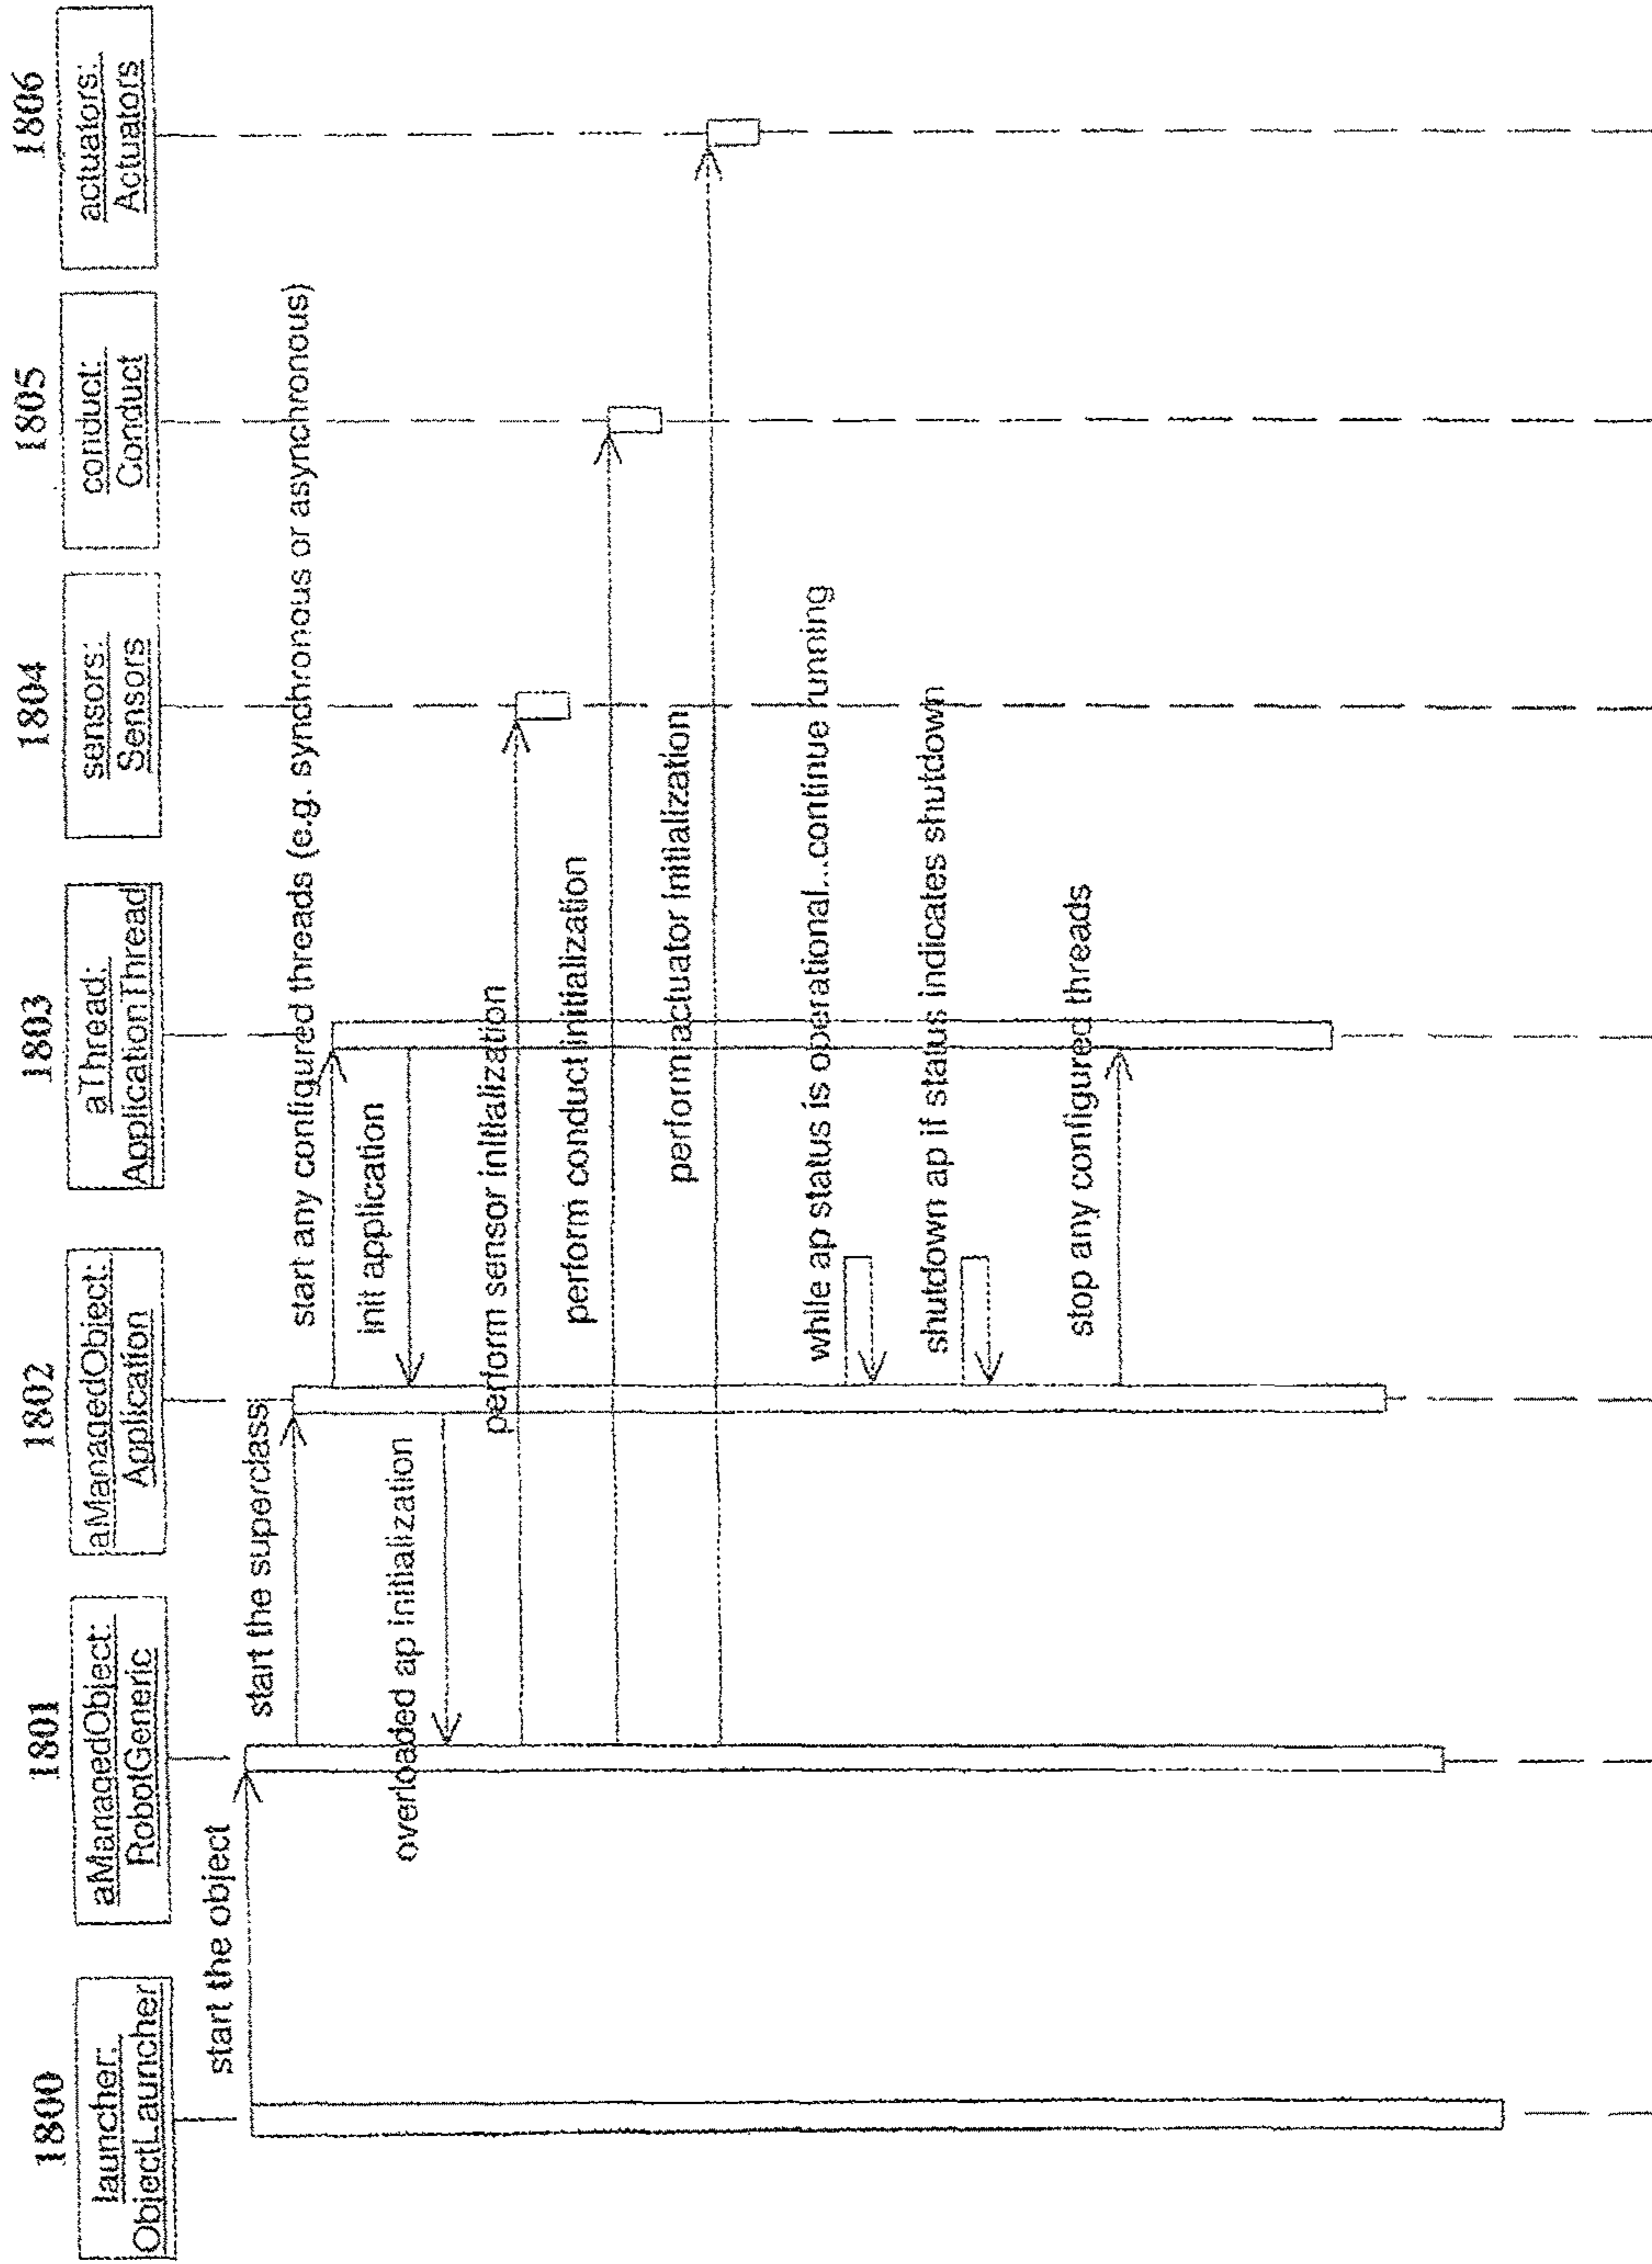 1800
launcher:
ObjectLauncher
1801
aManagedObject:
RobotGeneric
1802
aManagedObject:
Application
1803
aThread:
ApplicationThread
1804
sensors:
Sensors
1805
conduct:
Conduct
1806
actuators:
Actuators
start the object
start the superclass
start any configured threads (e.g. synchronous or asynchronous)
init application
overloaded ap initialization
perform sensor initialization
perform conduct initialization
perform actuator initialization
while ap status is operational...continue running
shutdown ap if status indicates shutdown
stop any configured threads